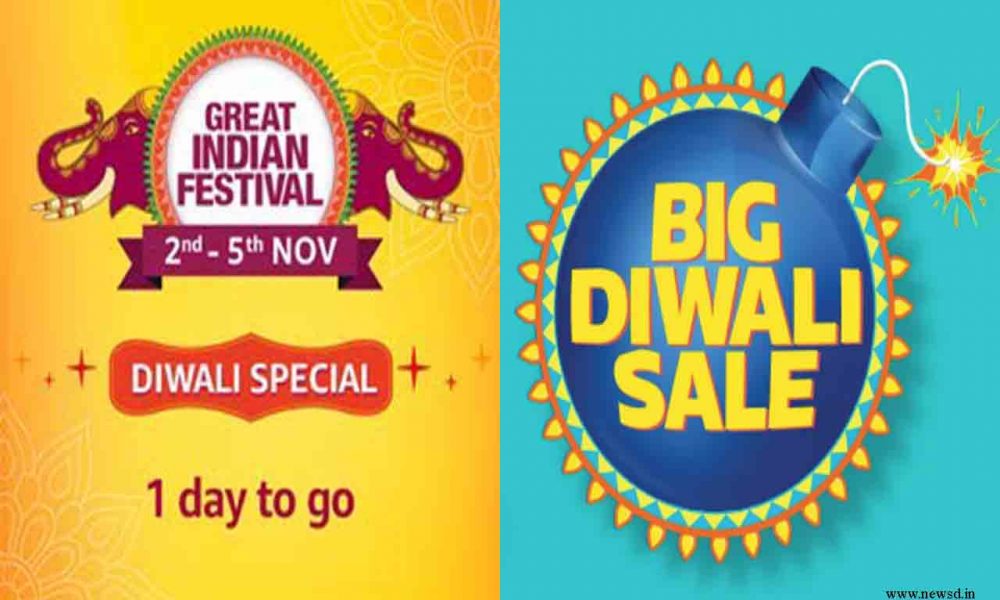 GREAT
INDIAN
FESTIVAL
2nd - 5th NOV
DIWALI SPECIAL
1 day to go
BIG
DIWALI
SALE
www.newsd.in